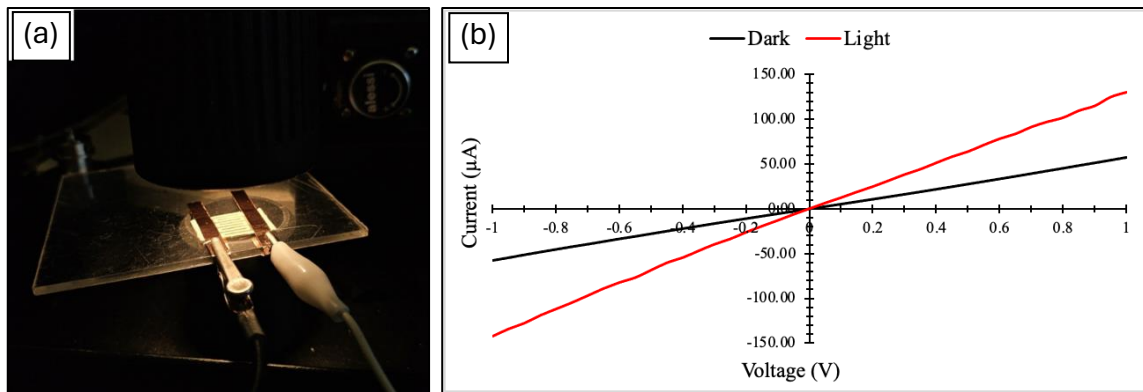 (a)
alessi
(b)
Dark Light
150.00
100.00
50.00
0.00
-50.00
-100.00
-150.00
-1 -0.8 -0.6 -0.4 -0.2 0 0.2 0.4 0.6 0.8 1
Current (µA)
Voltage (V)